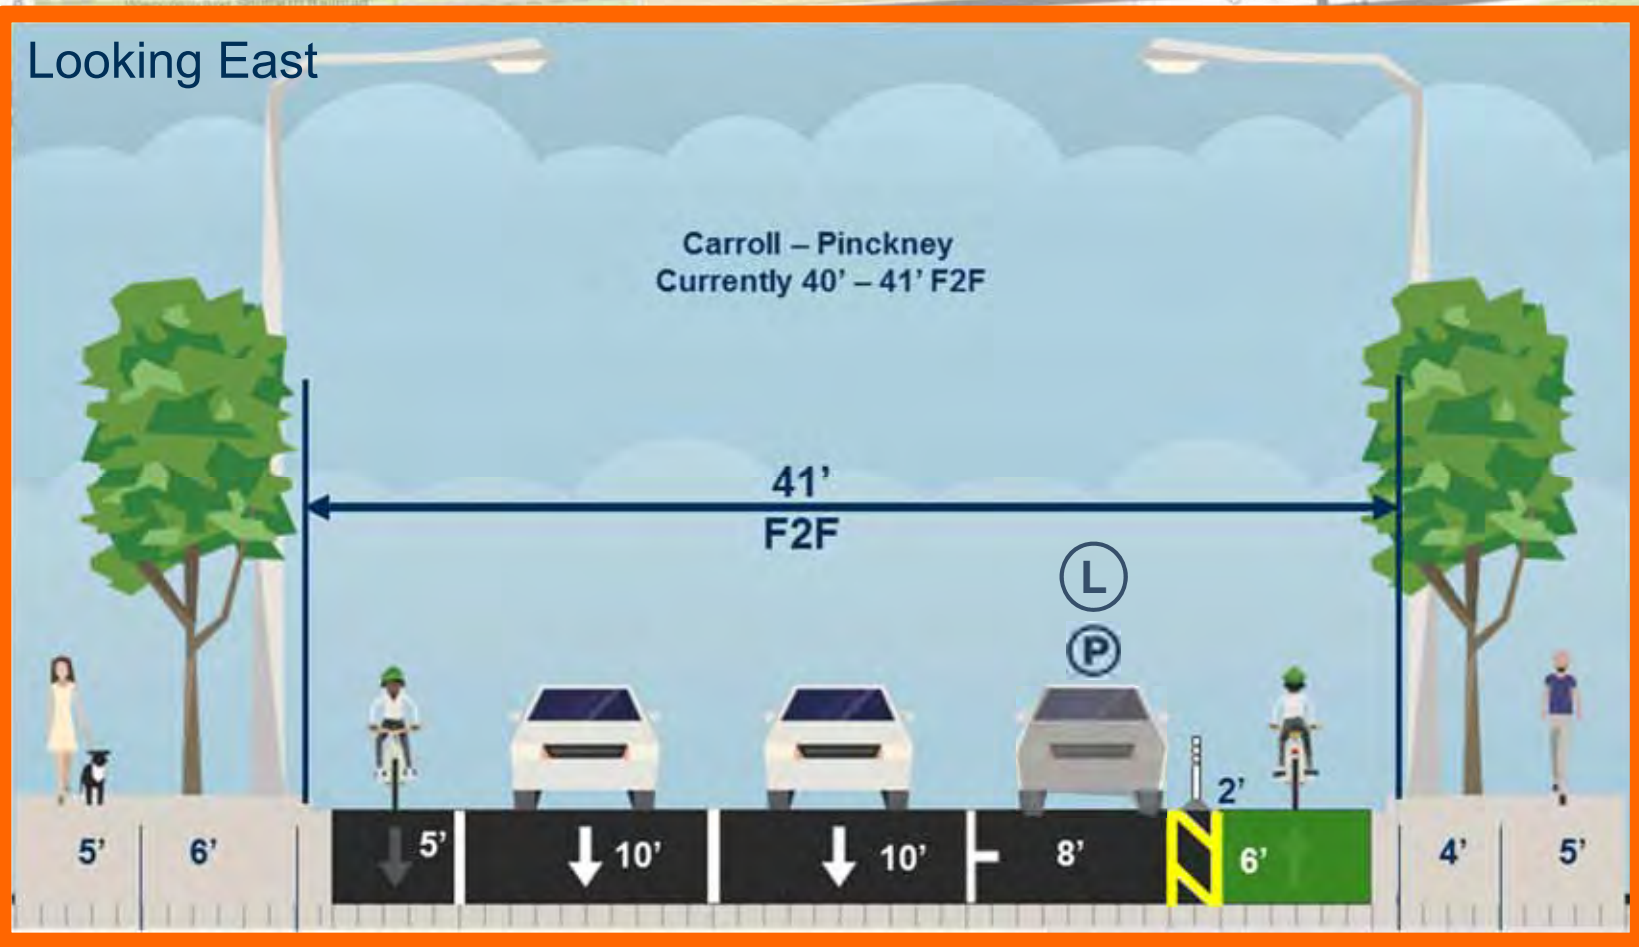 Looking East
Carroll – Pinckney
Currently 40’ – 41’ F2F
41’
F2F
L
P
2’
5’
6’
5’
10’
10’
8’
6’
4’
5’